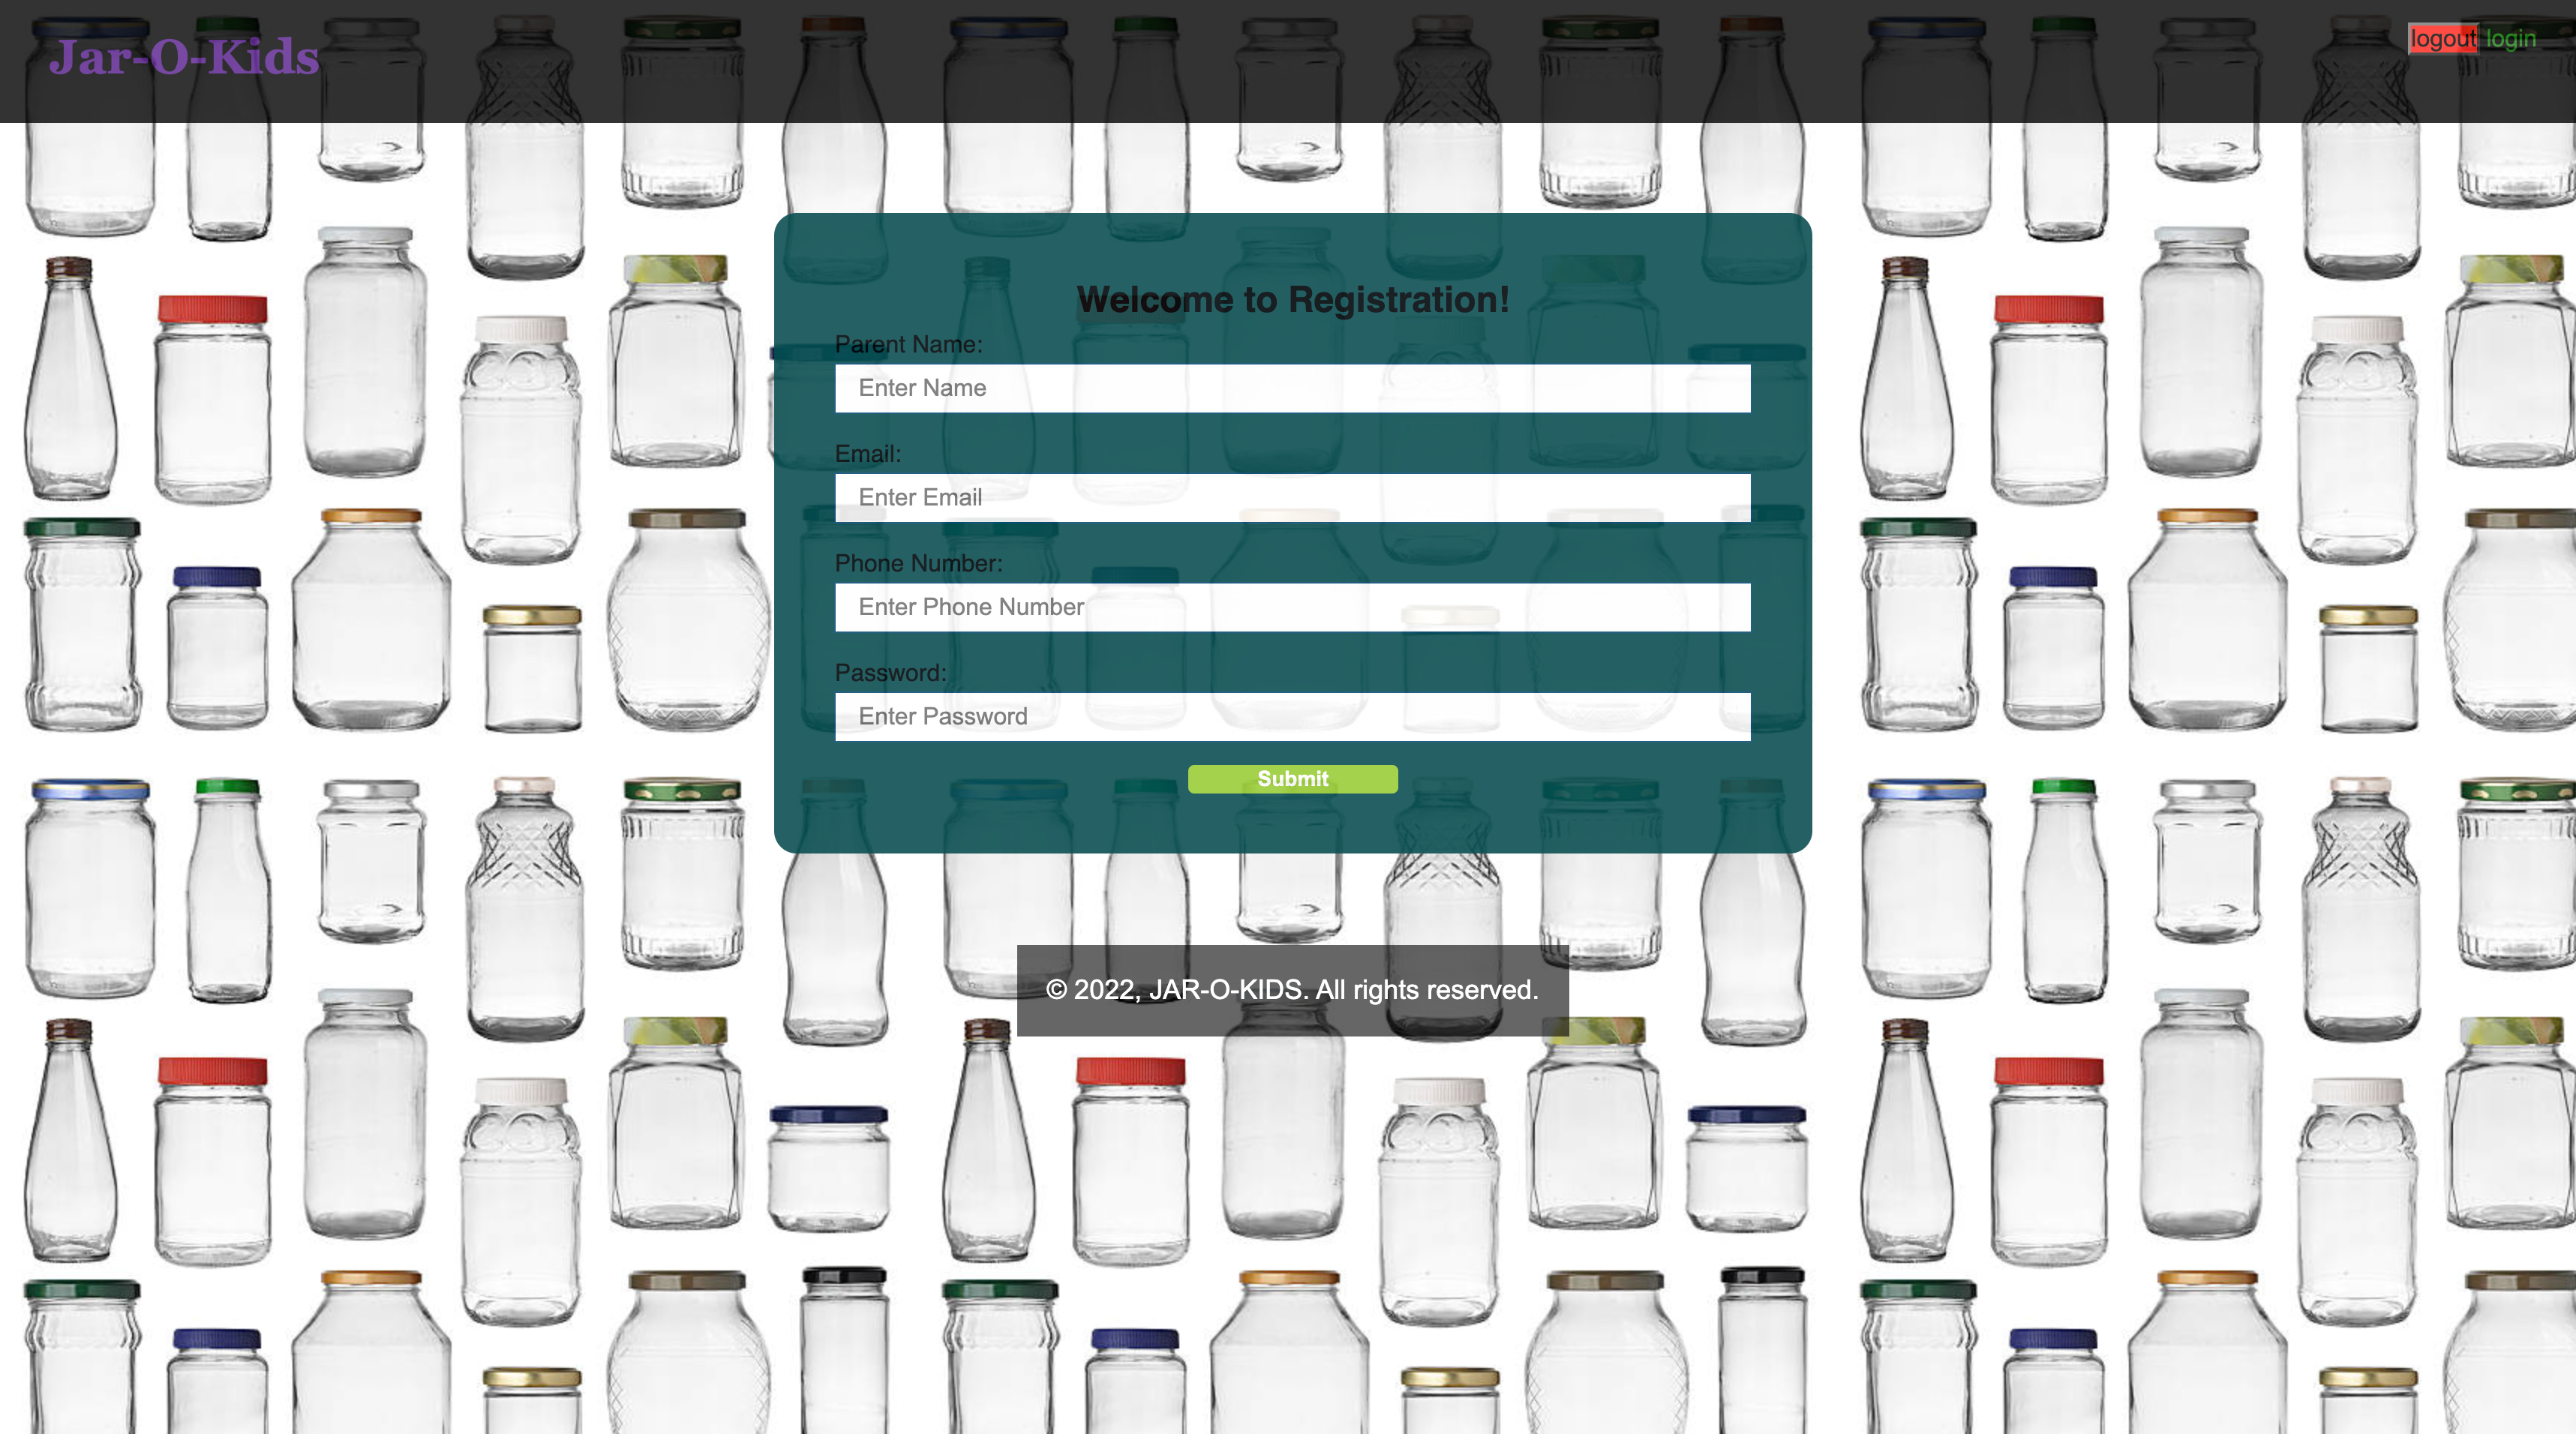 Jar-O-Kids
logout login
Welcome to Registration!
Parent Name:
Enter Name
Email:
Enter Email
Phone Number:
Enter Phone Number
Password:
Enter Password
Submit
© 2022, JAR-O-KIDS. All rights reserved.